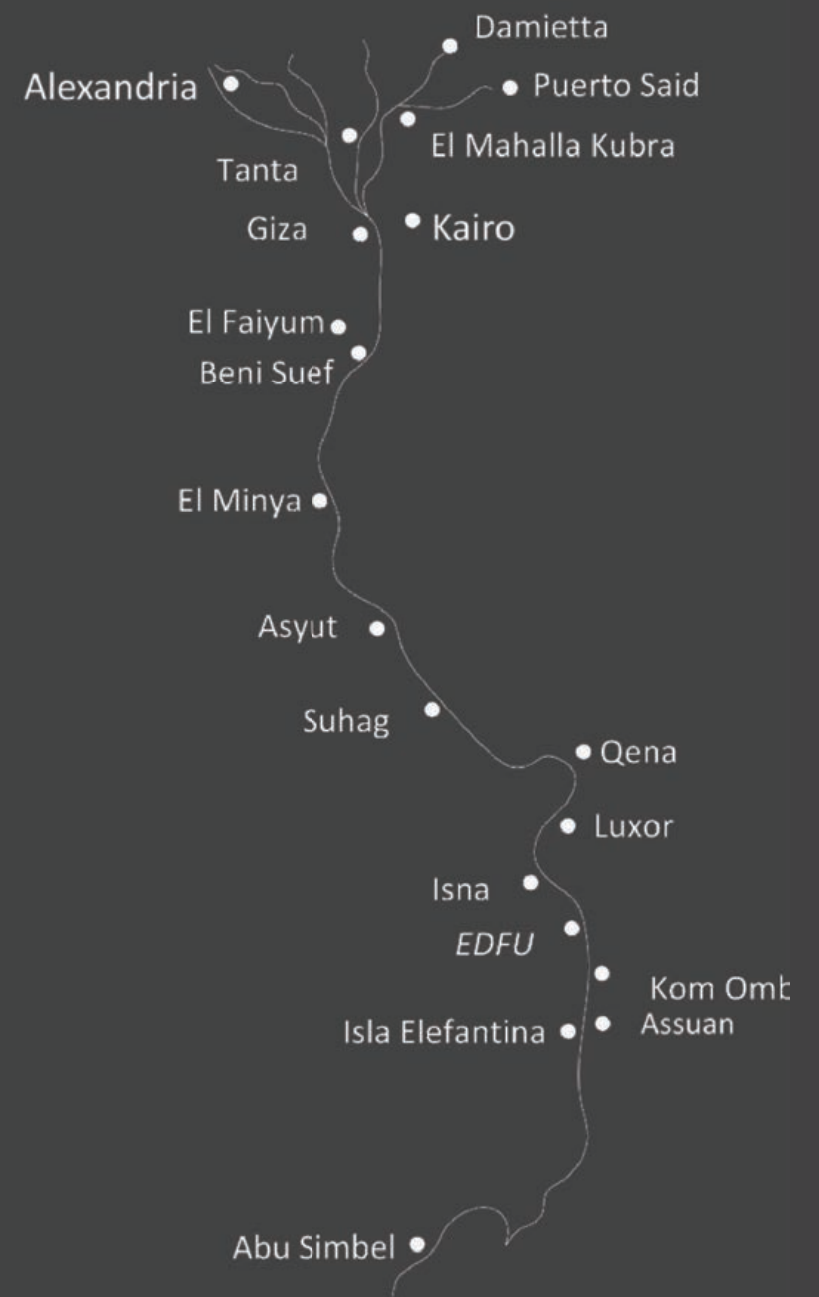 Damietta
Alexandria
Puerto Said
El Mahalla Kubra
Tanta
Giza
Kairo
El Faiyum
Beni Suef
El Minya
Asyut
Suhag
Qena
Luxor
Isna
EDFU
Kom Omb
Assuan
Isla Elefantina
Abu Simbel